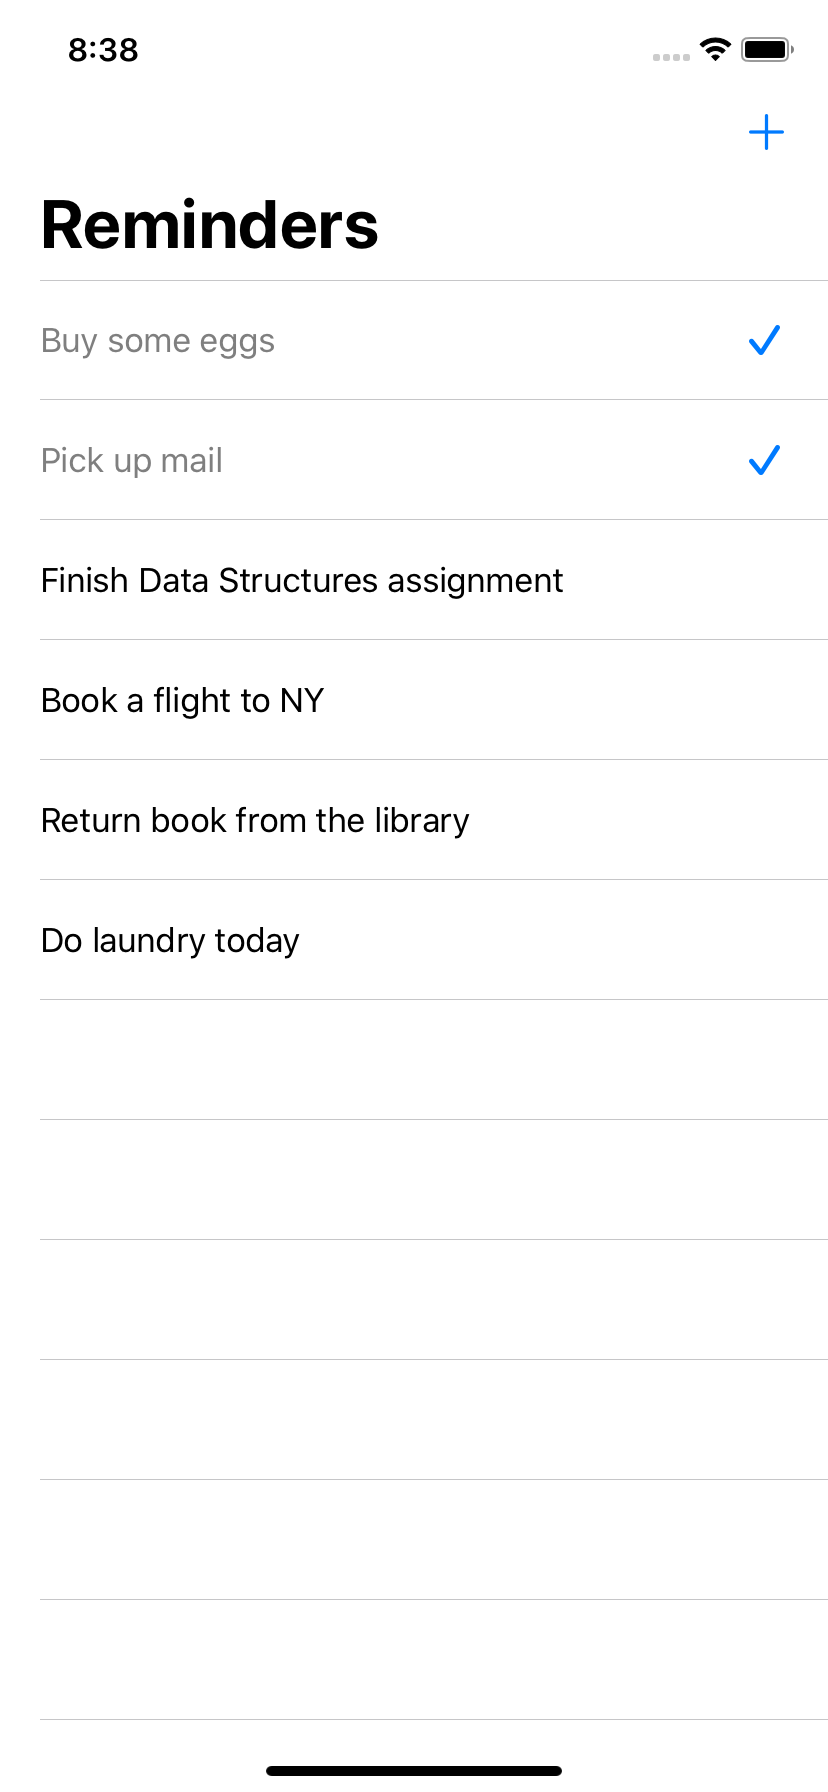 8:38
Reminders
Buy some eggs
Pick up mail
Finish Data Structures assignment
Book a flight to NY
Return book from the library
Do laundry today